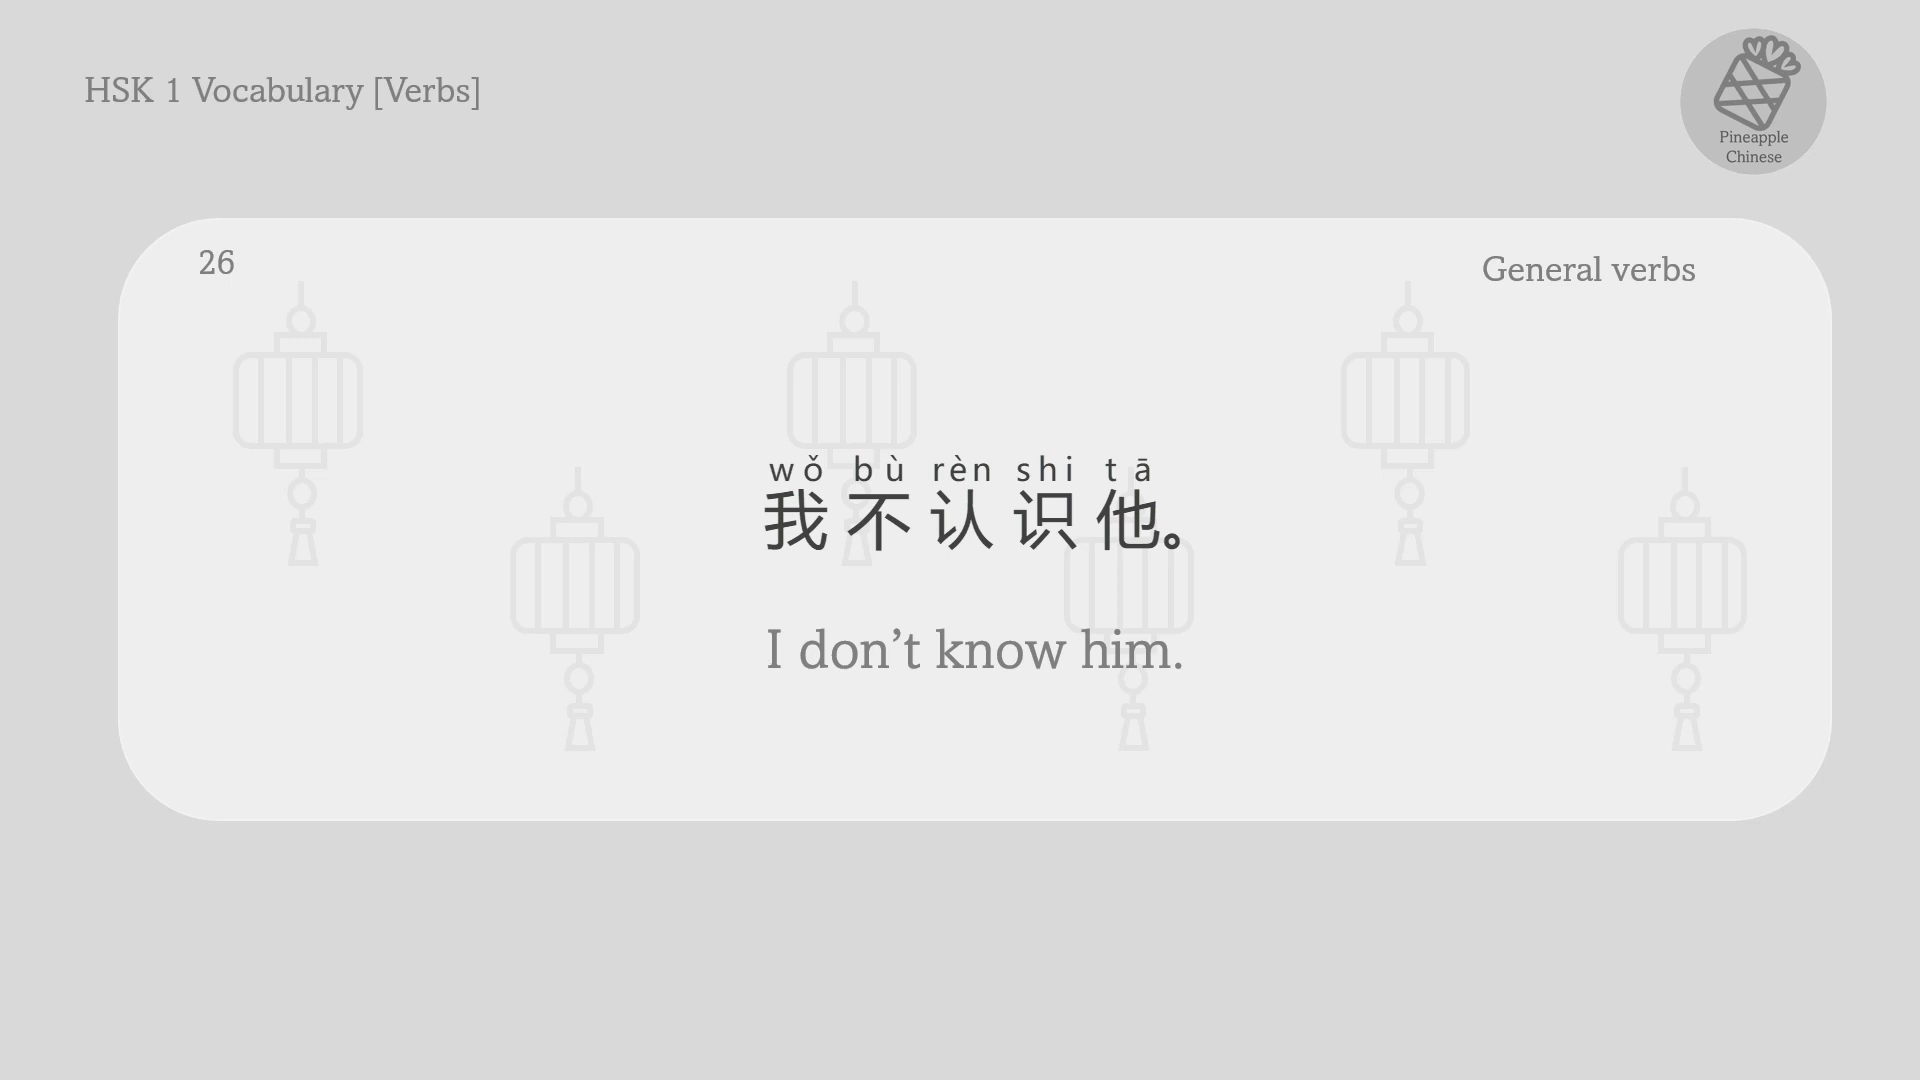 HSK 1 Vocabulary [Verbs]
Pineapple
Chinese
26
General verbs
wǒ bù rèn shi tā
我不认识他。
I don’t know him.